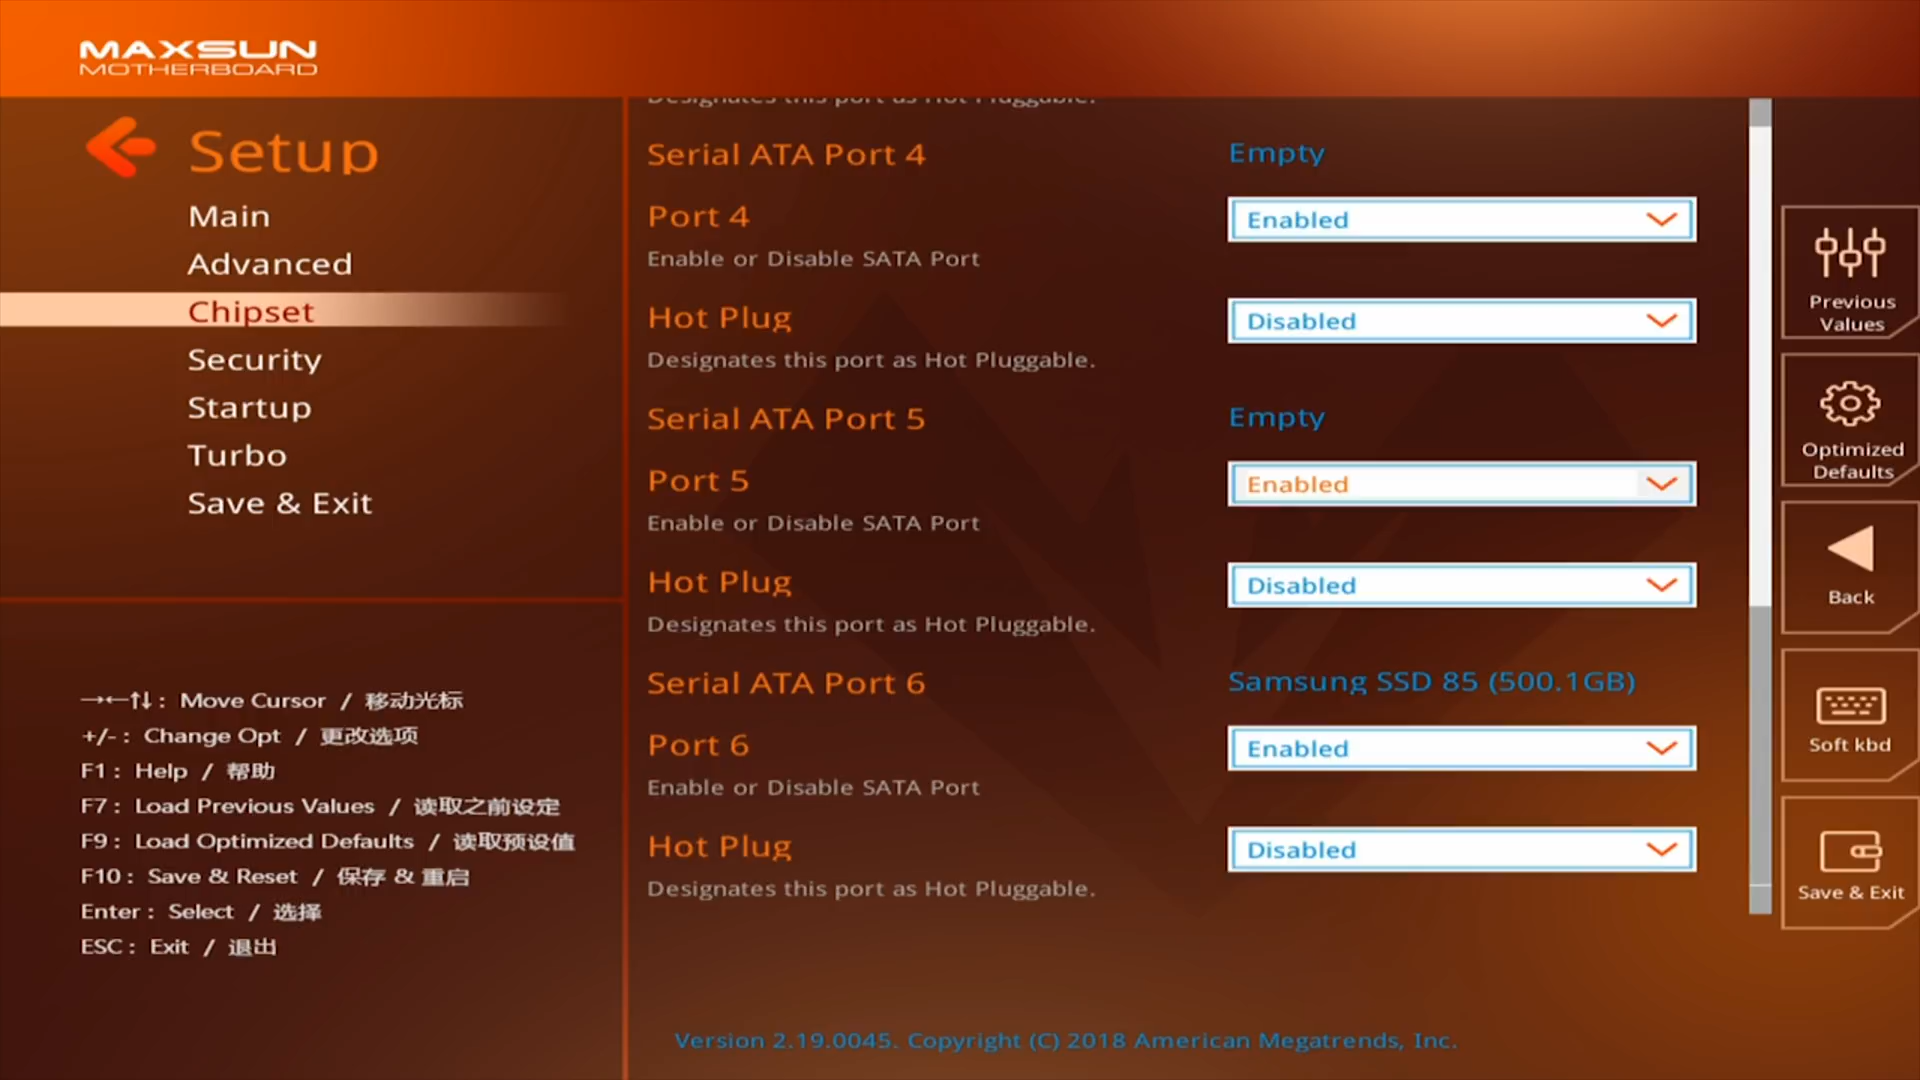 MAXSUN
MOTHERBOARD
Setup
Main
Advanced
Chipset
Security
Startup
Turbo
Save & Exit
→←↑↓: Move Cursor / 移动光标
+/-: Change Opt / 更改选项
F1: Help / 帮助
F7: Load Previous Values / 读取之前设定
F9: Load Optimized Defaults / 读取预设值
F10: Save & Reset / 保存 & 重启
Enter: Select / 选择
ESC: Exit / 退出
Designates this port as Hot Pluggable.
Serial ATA Port 4 Empty
Port 4 Enabled
Enable or Disable SATA Port
Hot Plug Disabled
Designates this port as Hot Pluggable.
Serial ATA Port 5 Empty
Port 5 Enabled
Enable or Disable SATA Port
Hot Plug Disabled
Designates this port as Hot Pluggable.
Serial ATA Port 6 Samsung SSD 85 (500.1GB)
Port 6 Enabled
Enable or Disable SATA Port
Hot Plug Disabled
Designates this port as Hot Pluggable.
Version 2.19.0045. Copyright (C) 2018 American Megatrends, Inc.
Previous
Values
Optimized
Defaults
Back
Soft kbd
Save & Exit